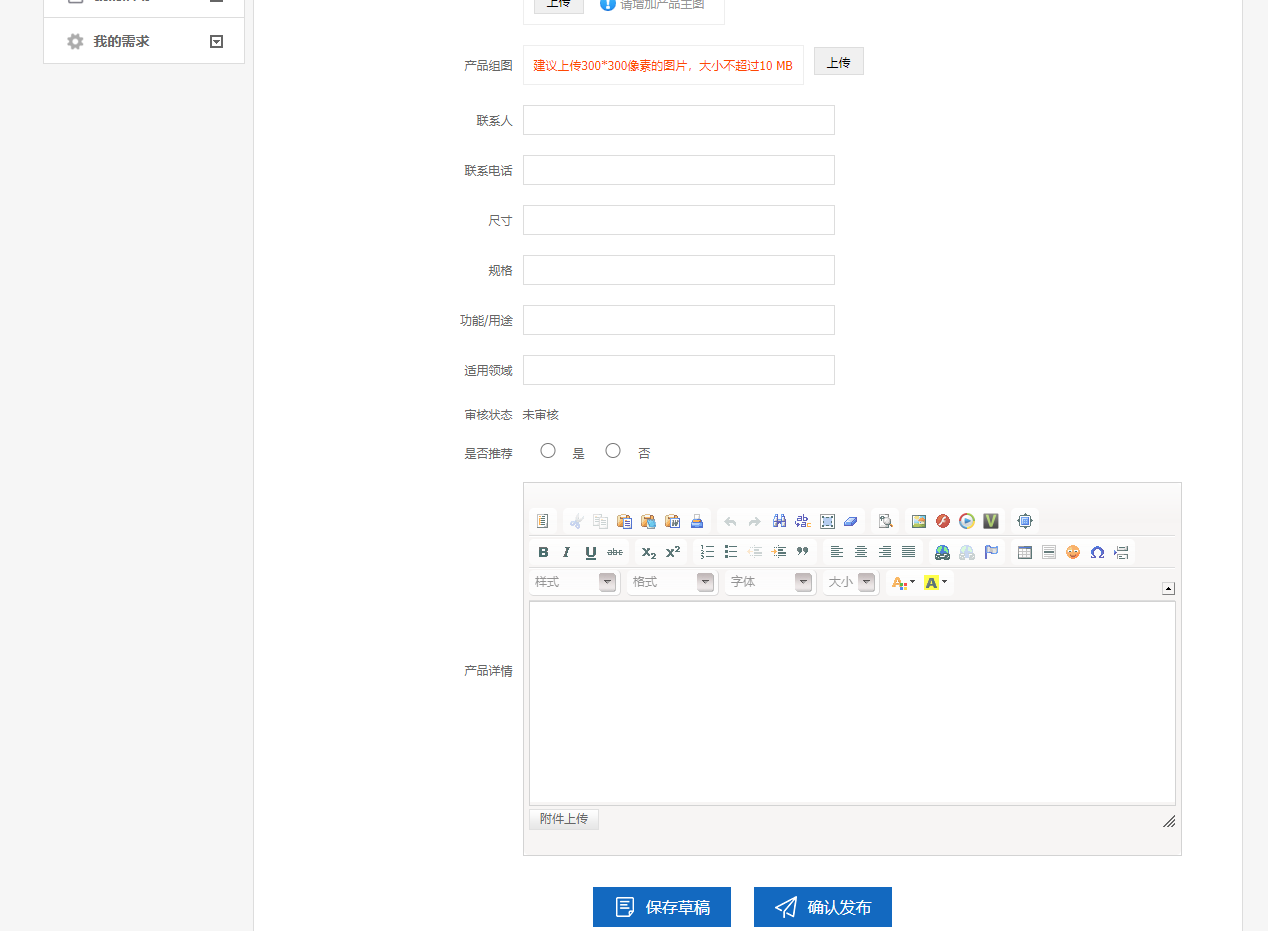 上传 请增加产品主图
我的需求
产品组图 建议上传300*300像素的图片，大小不超过10 MB 上传
联系人
联系电话
尺寸
规格
功能/用途
适用领域
审核状态 未审核
是否推荐 是 否
样式 格式 字体 大小
产品详情
附件上传
保存草稿 确认发布